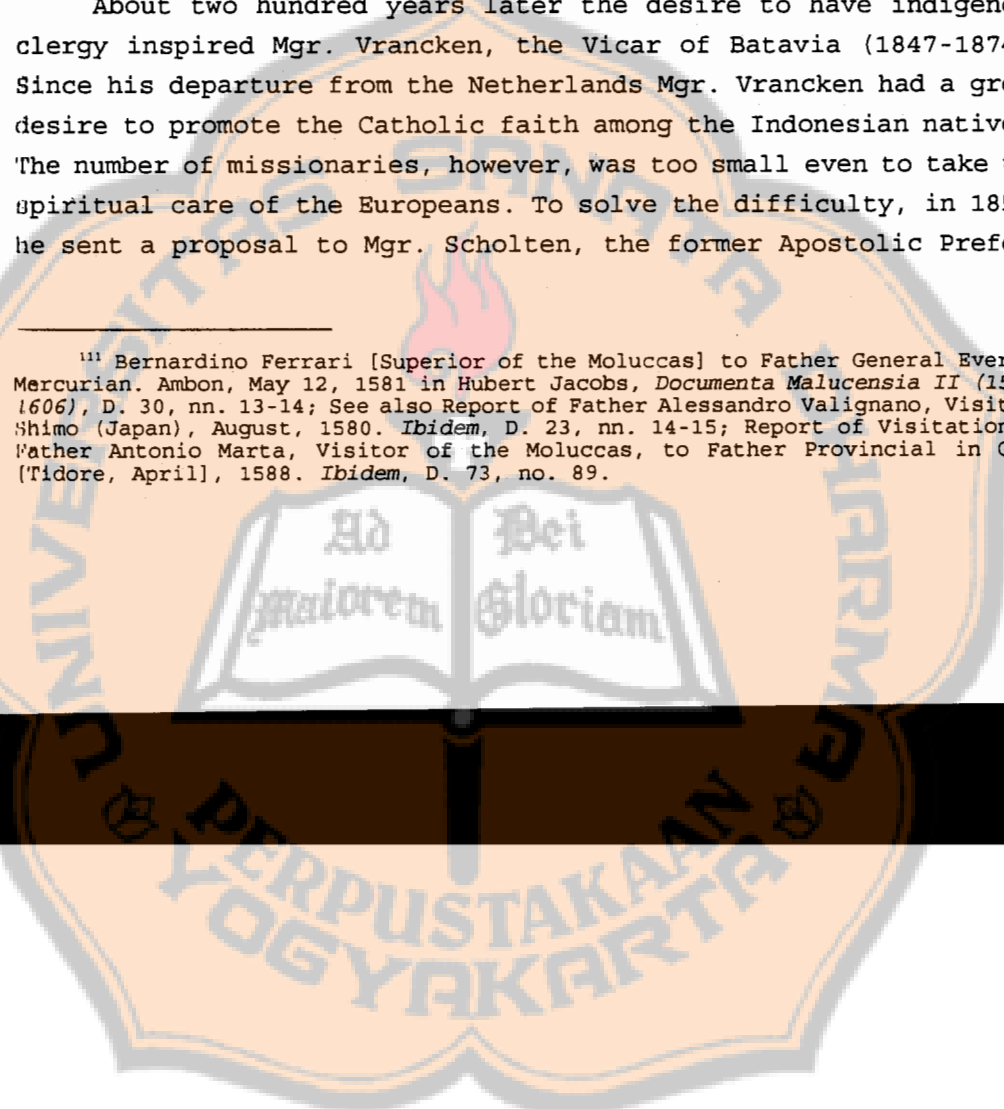 About two hundred years later the desire to have indigen
clergy inspired Mgr. Vrancken, the Vicar of Batavia (1847-187
Since his departure from the Netherlands Mgr. Vrancken had a gr
desire to promote the Catholic faith among the Indonesian nativ
The number of missionaries, however, was too small even to take
spiritual care of the Europeans. To solve the difficulty, in 18
he sent a proposal to Mgr. Scholten, the former Apostolic Pref
111 Bernardino Ferrari [Superior of the Moluccas] to Father General Ever
Mercurian. Ambon, May 12, 1581 in Hubert Jacobs, Documenta Malucensia II (15
1606), D. 30, nn. 13-14; See also Report of Father Alessandro Valignano, Visit
Shimo (Japan), August, 1580. Ibidem, D. 23, nn. 14-15; Report of Visitation
Father Antonio Marta, Visitor of the Moluccas, to Father Provincial in G
[Tidore, April], 1588. Ibidem, D. 73, no. 89.
UNIVERSITAS SANATA DHARMA
Ad Dei
maiorem Gloriam
PERPUSTAKAAN
YOGYAKARTA